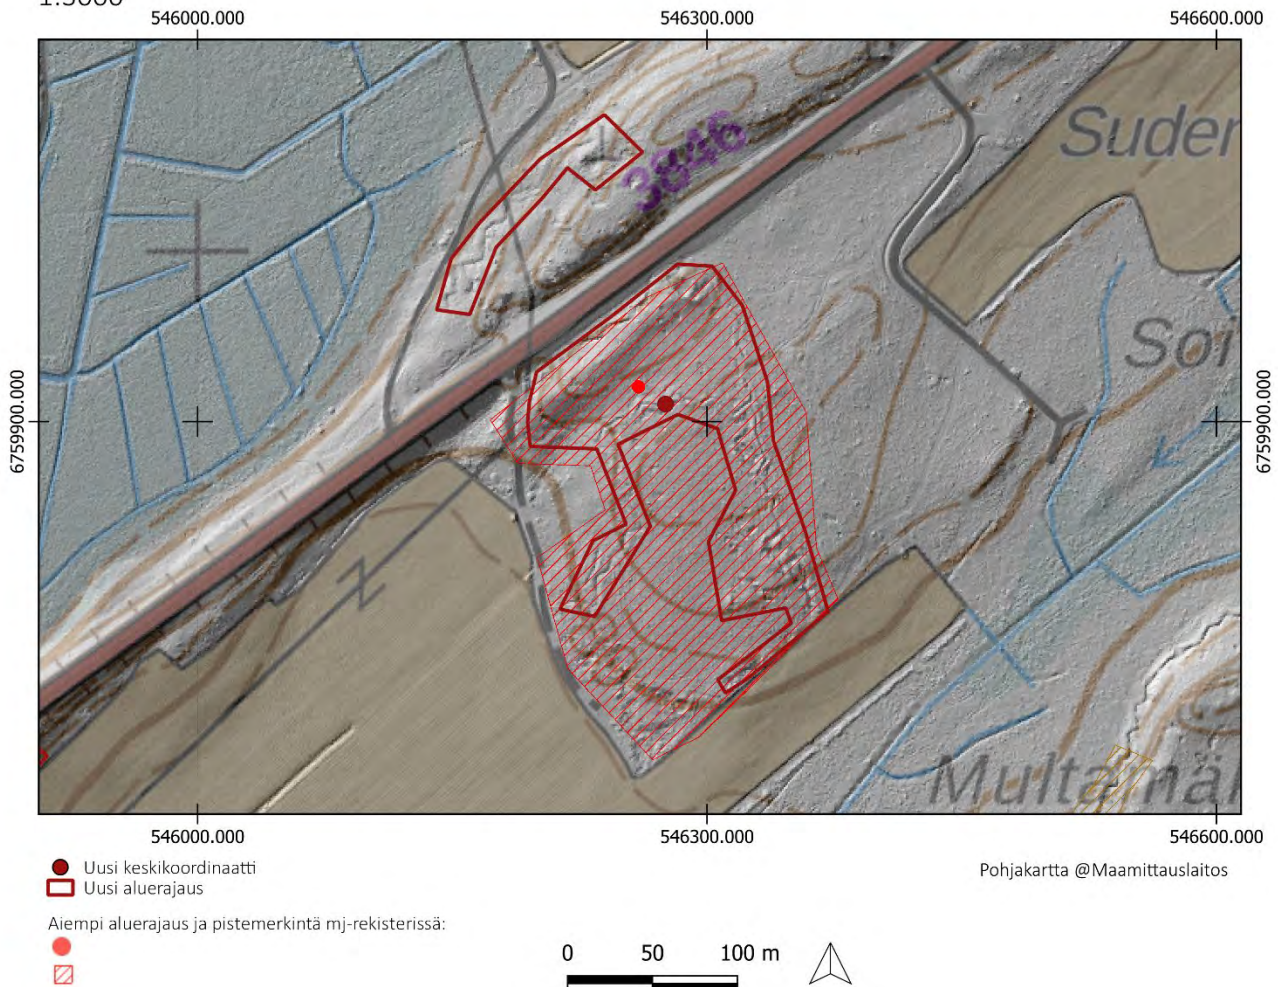 1:3000
546000.000 546300.000 546600.000
3846
Suder
Soi
6759900.000 6759900.000
Multamäk
546000.000 546300.000 546600.000
Uusi keskikoordinaatti
Uusi aluerajaus
Pohjakartta @Maamittauslaitos
Aiempi aluerajaus ja pistemerkintä mj-rekisterissä:
0 50 100 m